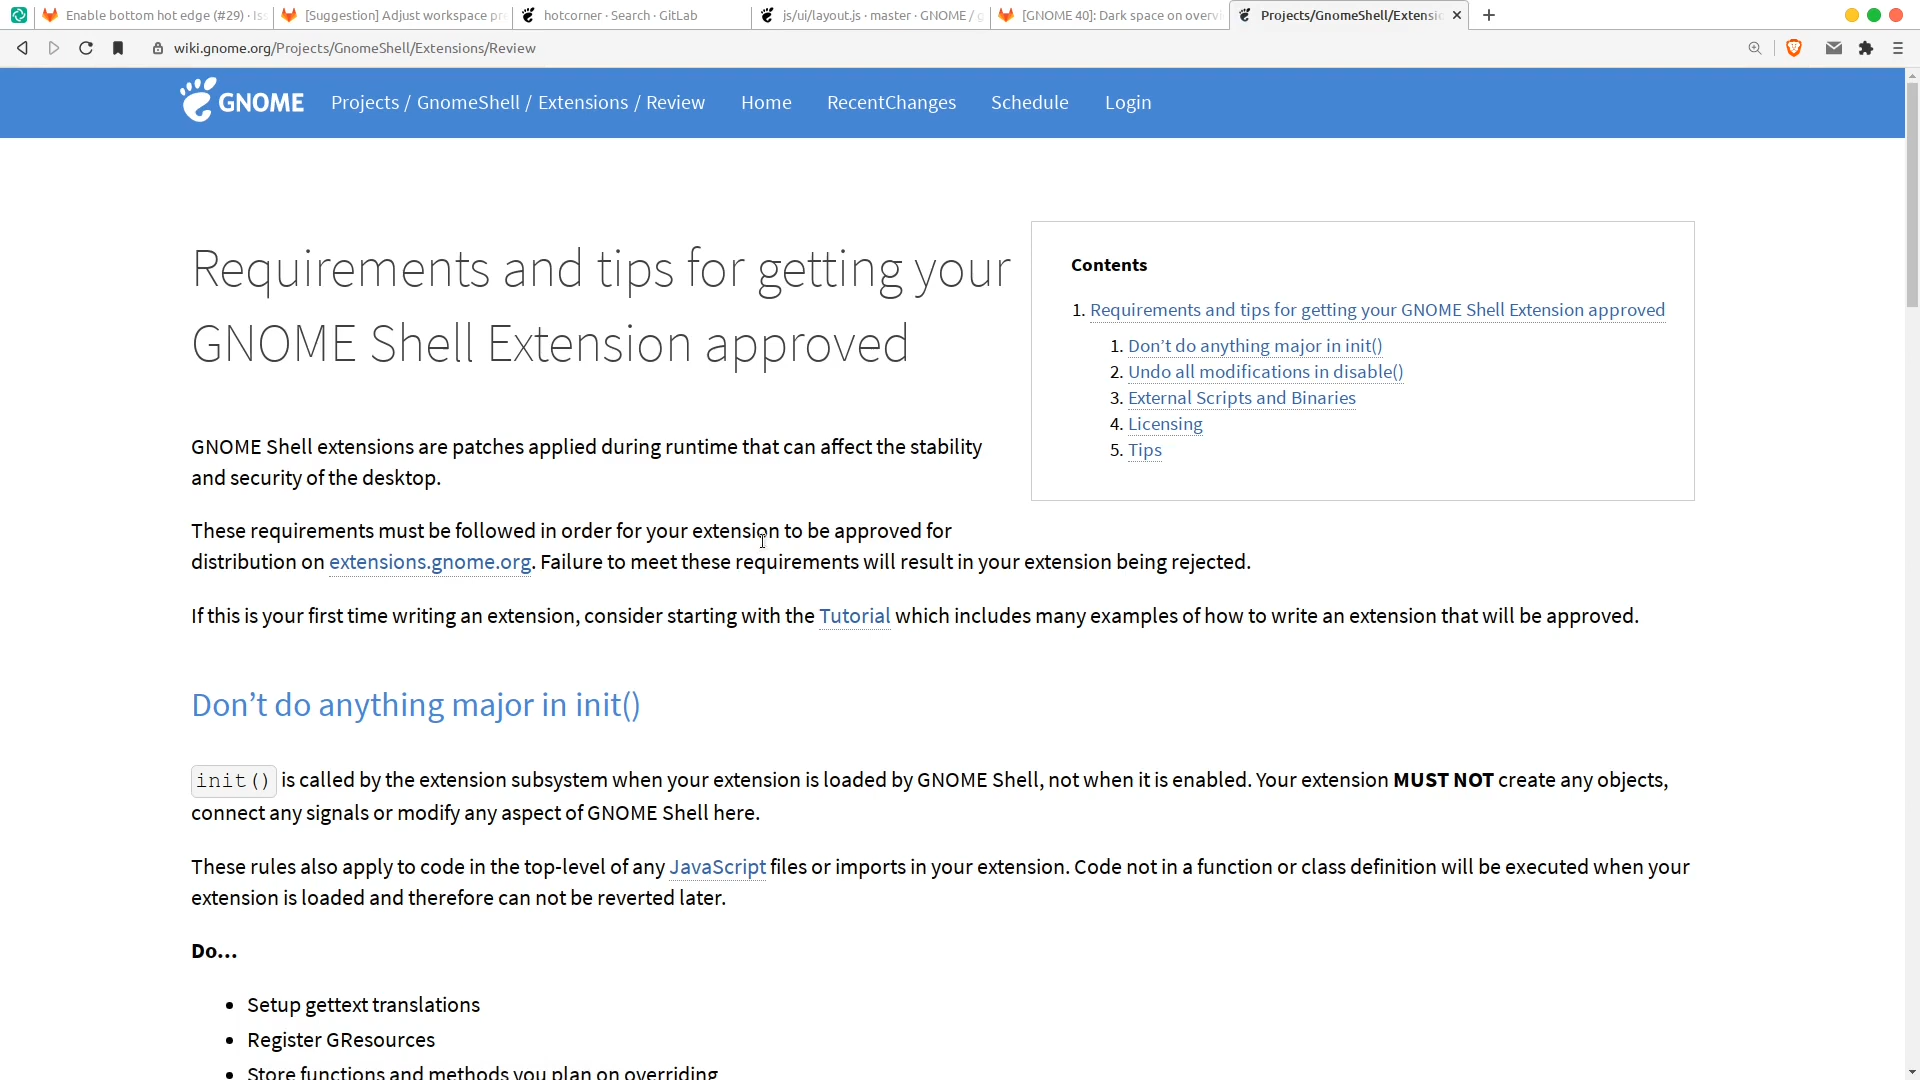 Enable bottom hot edge (#29) · Iss
[Suggestion] Adjust workspace pr
hotcorner · Search · GitLab
js/ui/layout.js · master · GNOME / g
[GNOME 40]: Dark space on overvi
Projects/GnomeShell/Extensio
wiki.gnome.org/Projects/GnomeShell/Extensions/Review
GNOME Projects / GnomeShell / Extensions / Review Home RecentChanges Schedule Login
Requirements and tips for getting your
GNOME Shell Extension approved
Contents
1. Requirements and tips for getting your GNOME Shell Extension approved
1. Don’t do anything major in init()
2. Undo all modifications in disable()
3. External Scripts and Binaries
4. Licensing
5. Tips
GNOME Shell extensions are patches applied during runtime that can affect the stability
and security of the desktop.
These requirements must be followed in order for your extension to be approved for
distribution on extensions.gnome.org. Failure to meet these requirements will result in your extension being rejected.
If this is your first time writing an extension, consider starting with the Tutorial which includes many examples of how to write an extension that will be approved.
Don’t do anything major in init()
init() is called by the extension subsystem when your extension is loaded by GNOME Shell, not when it is enabled. Your extension MUST NOT create any objects,
connect any signals or modify any aspect of GNOME Shell here.
These rules also apply to code in the top-level of any JavaScript files or imports in your extension. Code not in a function or class definition will be executed when your
extension is loaded and therefore can not be reverted later.
Do...
• Setup gettext translations
• Register GResources
• Store functions and methods you plan on overriding